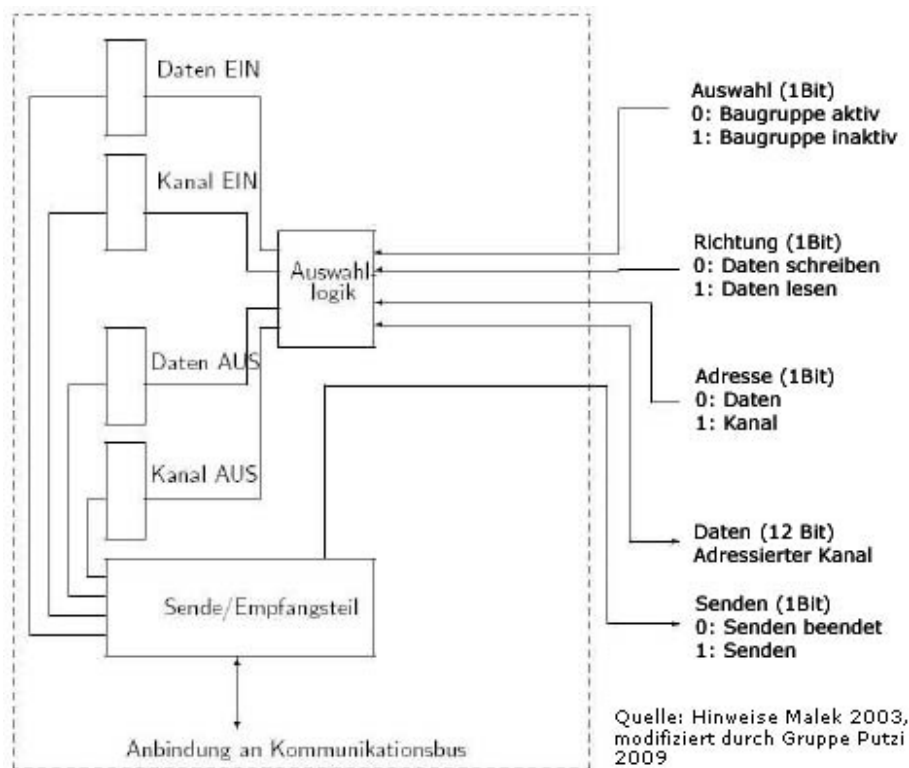 Daten EIN
Kanal EIN
Auswahl
logik
Daten AUS
Kanal AUS
Sende/Empfangsteil
Anbindung an Kommunikationsbus
Auswahl (1Bit)
0: Baugruppe aktiv
1: Baugruppe inaktiv
Richtung (1Bit)
0: Daten schreiben
1: Daten lesen
Adresse (1Bit)
0: Daten
1: Kanal
Daten (12 Bit)
Adressierter Kanal
Senden (1Bit)
0: Senden beendet
1: Senden
Quelle: Hinweise Malek 2003,
modifiziert durch Gruppe Putzi
2009